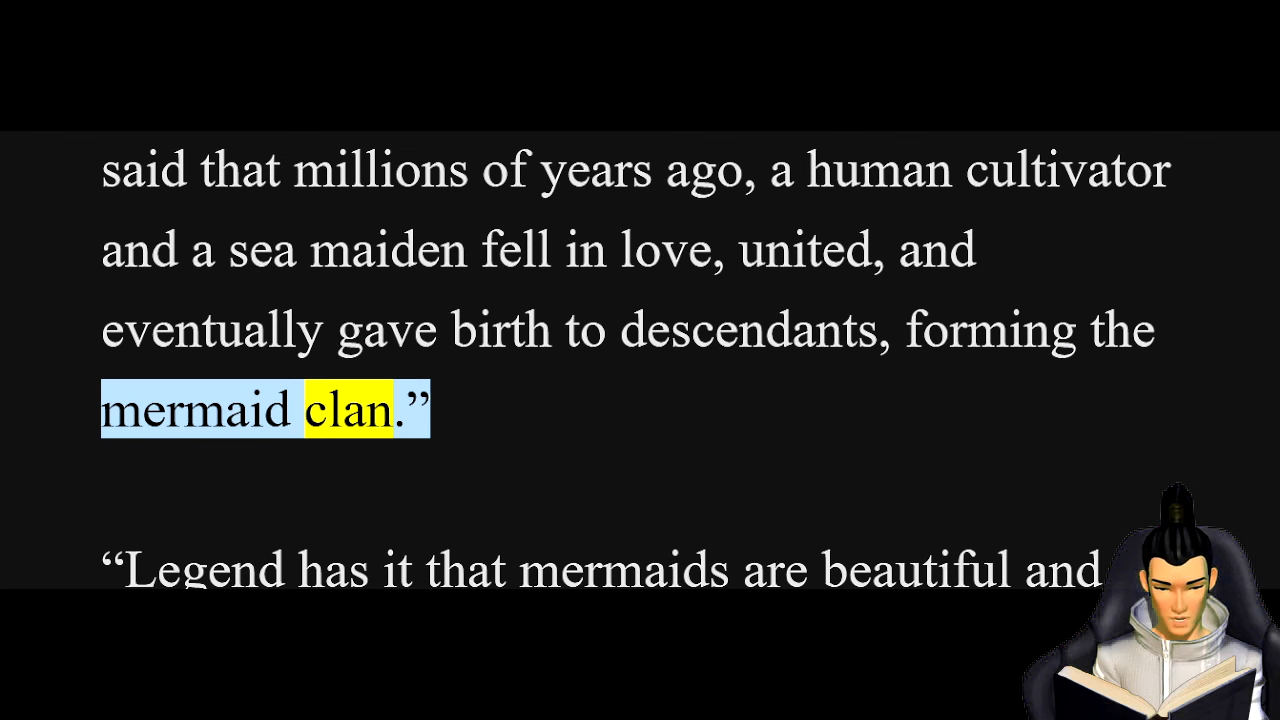 said that millions of years ago, a human cultivator
and a sea maiden fell in love, united, and
eventually gave birth to descendants, forming the
mermaid clan.”
“Legend has it that mermaids are beautiful and